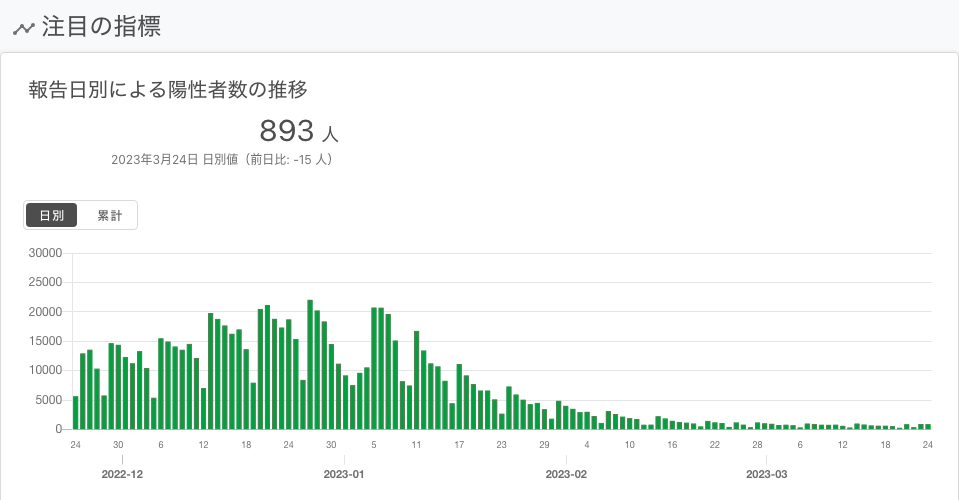 注目の指標
報告日別による陽性者数の推移
893 人
2023年3月24日 日別値（前日比: -15 人）
日別 累計
30000
25000
20000
15000
10000
5000
0
24 30 6 12 18 24 30 5 11 17 23 29 4 10 16 22 28 6 12 18 24
2022-12 2023-01 2023-02 2023-03